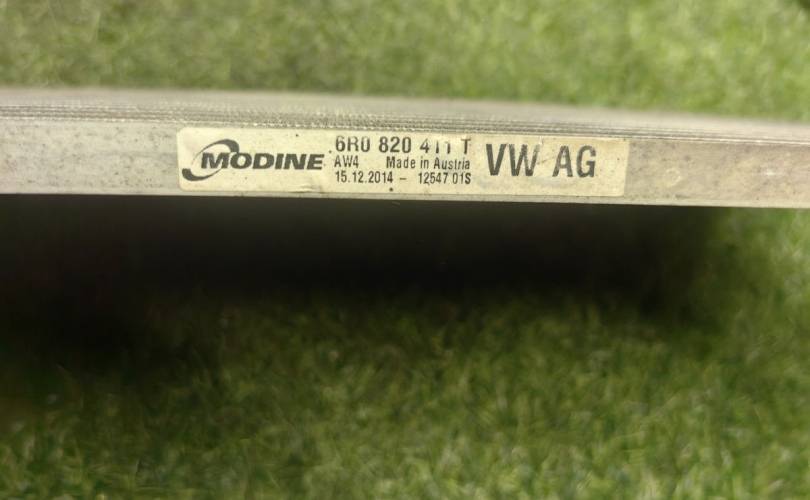 MODINE
6R0 820 411 T
AW4 Made in Austria
15.12.2014 - 12547 01S
VW AG